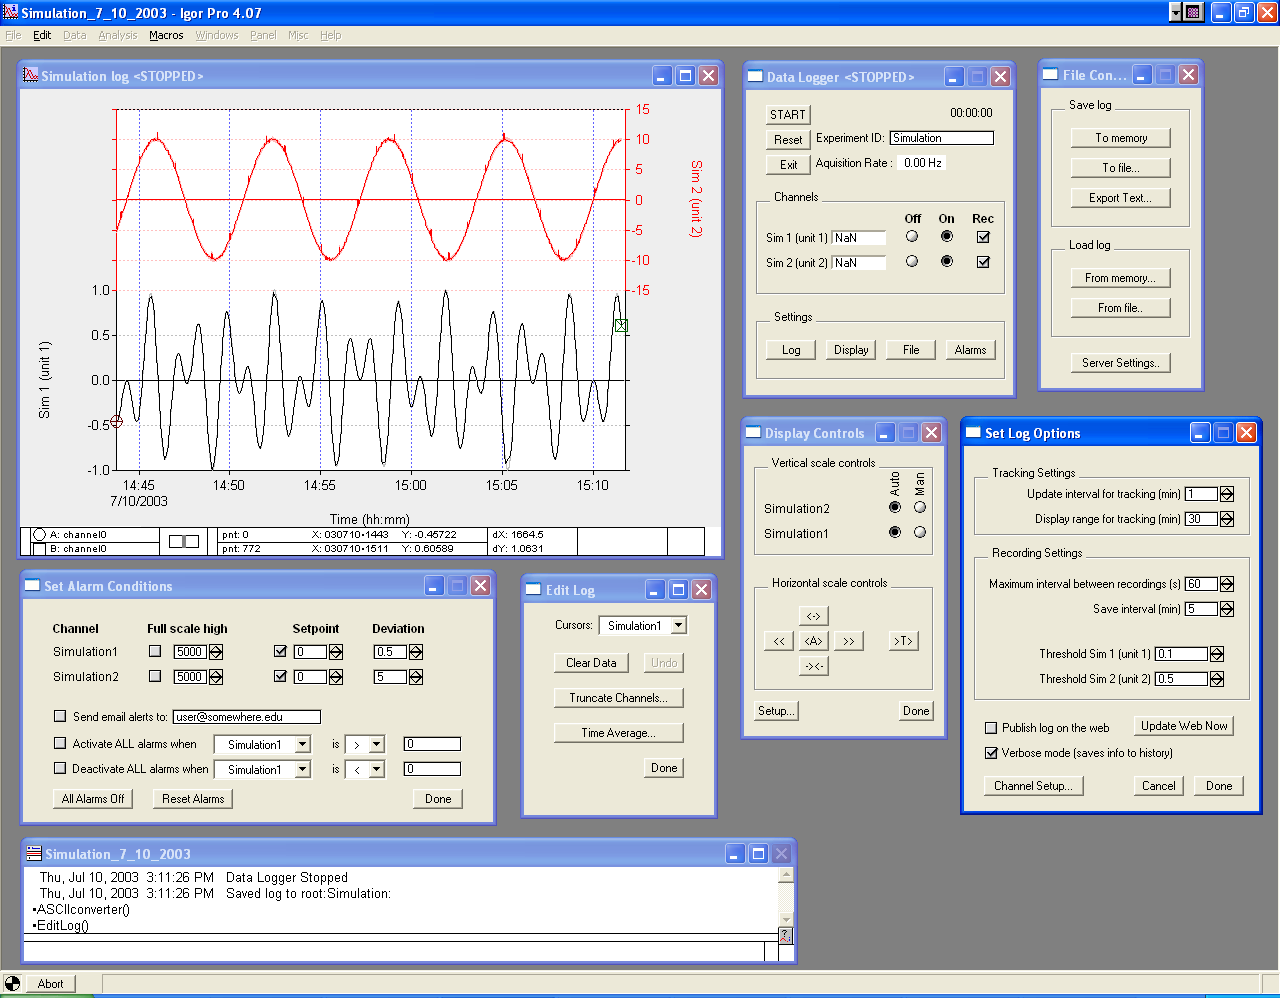 Simulation_7_10_2003 - Igor Pro 4.07
File Edit Data Analysis Macros Windows Panel Misc Help
Simulation log <STOPPED>
15
10
5
0
-5
-10
-15
Sim 2 (unit 2)
1.0
0.5
0.0
-0.5
-1.0
Sim 1 (unit 1)
14:45 14:50 14:55 15:00 15:05 15:10
7/10/2003
Time (hh:mm)
A: channel0 pnt: 0 X: 030710•1443 Y: -0.45722 dX: 1664.5
B: channel0 pnt: 772 X: 030710•1511 Y: 0.60589 dY: 1.0631
Data Logger <STOPPED>
START 00:00:00
Reset Experiment ID: Simulation
Exit Aquisition Rate : 0.00 Hz
Channels
Off On Rec
Sim 1 (unit 1) NaN
Sim 2 (unit 2) NaN
Settings
Log Display File Alarms
File Con...
Save log
To memory
To file...
Export Text...
Load log
From memory...
From file..
Server Settings..
Display Controls
Vertical scale controls
Auto Man
Simulation2
Simulation1
Horizontal scale controls
<->
<< <A> >> >T>
-><-
Setup... Done
Set Log Options
Tracking Settings
Update interval for tracking (min) 1
Display range for tracking (min) 30
Recording Settings
Maximum interval between recordings (s) 60
Save interval (min) 5
Threshold Sim 1 (unit 1) 0.1
Threshold Sim 2 (unit 2) 0.5
Publish log on the web Update Web Now
Verbose mode (saves info to history)
Channel Setup... Cancel Done
Set Alarm Conditions
Channel Full scale high Setpoint Deviation
Simulation1 5000 0 0.5
Simulation2 5000 0 5
Send email alerts to: user@somewhere.edu
Activate ALL alarms when Simulation1 is > 0
Deactivate ALL alarms when Simulation1 is < 0
All Alarms Off Reset Alarms Done
Edit Log
Cursors: Simulation1
Clear Data Undo
Truncate Channels...
Time Average...
Done
Simulation_7_10_2003
Thu, Jul 10, 2003 3:11:26 PM Data Logger Stopped
Thu, Jul 10, 2003 3:11:26 PM Saved log to root:Simulation:
•ASCIIconverter()
•EditLog()
Abort